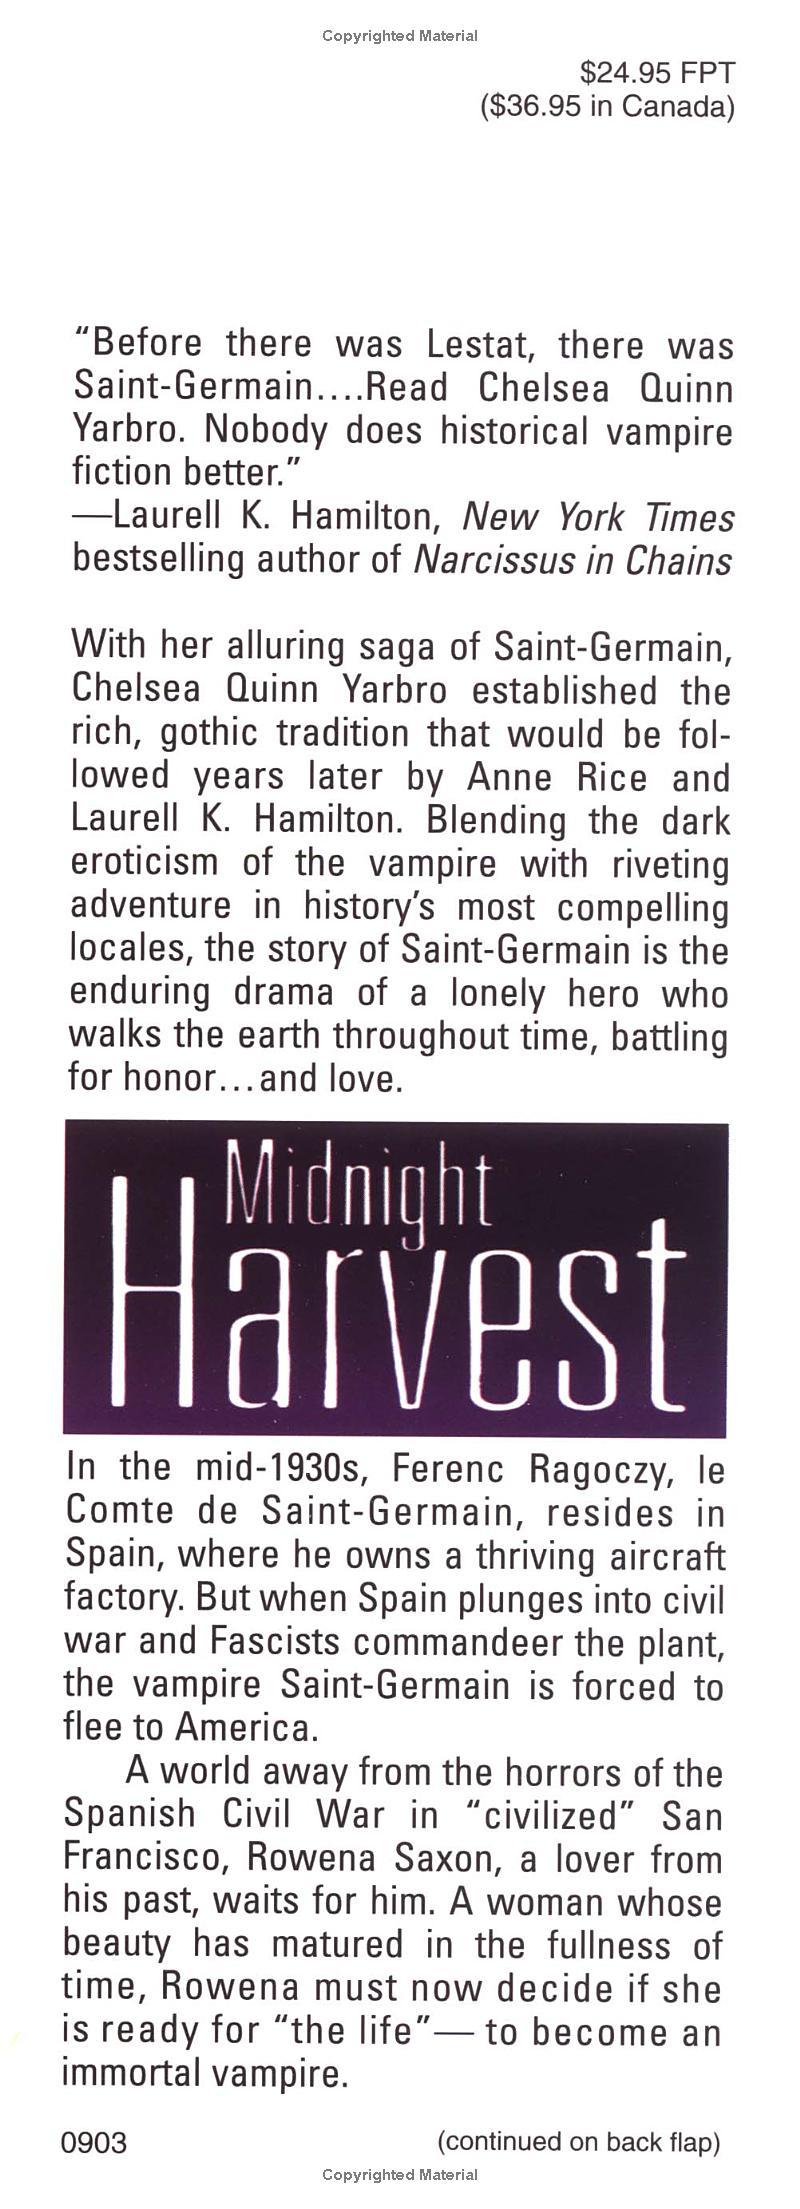 Copyrighted Material
$24.95 FPT
($36.95 in Canada)
“Before there was Lestat, there was
Saint-Germain....Read Chelsea Quinn
Yarbro. Nobody does historical vampire
fiction better.”
—Laurell K. Hamilton, New York Times
bestselling author of Narcissus in Chains
With her alluring saga of Saint-Germain,
Chelsea Quinn Yarbro established the
rich, gothic tradition that would be fol-
lowed years later by Anne Rice and
Laurell K. Hamilton. Blending the dark
eroticism of the vampire with riveting
adventure in history’s most compelling
locales, the story of Saint-Germain is the
enduring drama of a lonely hero who
walks the earth throughout time, battling
for honor...and love.
Midnight
Harvest
In the mid-1930s, Ferenc Ragoczy, le
Comte de Saint-Germain, resides in
Spain, where he owns a thriving aircraft
factory. But when Spain plunges into civil
war and Fascists commandeer the plant,
the vampire Saint-Germain is forced to
flee to America.
A world away from the horrors of the
Spanish Civil War in “civilized” San
Francisco, Rowena Saxon, a lover from
his past, waits for him. A woman whose
beauty has matured in the fullness of
time, Rowena must now decide if she
is ready for “the life”— to become an
immortal vampire.
0903
(continued on back flap)
Copyrighted Material